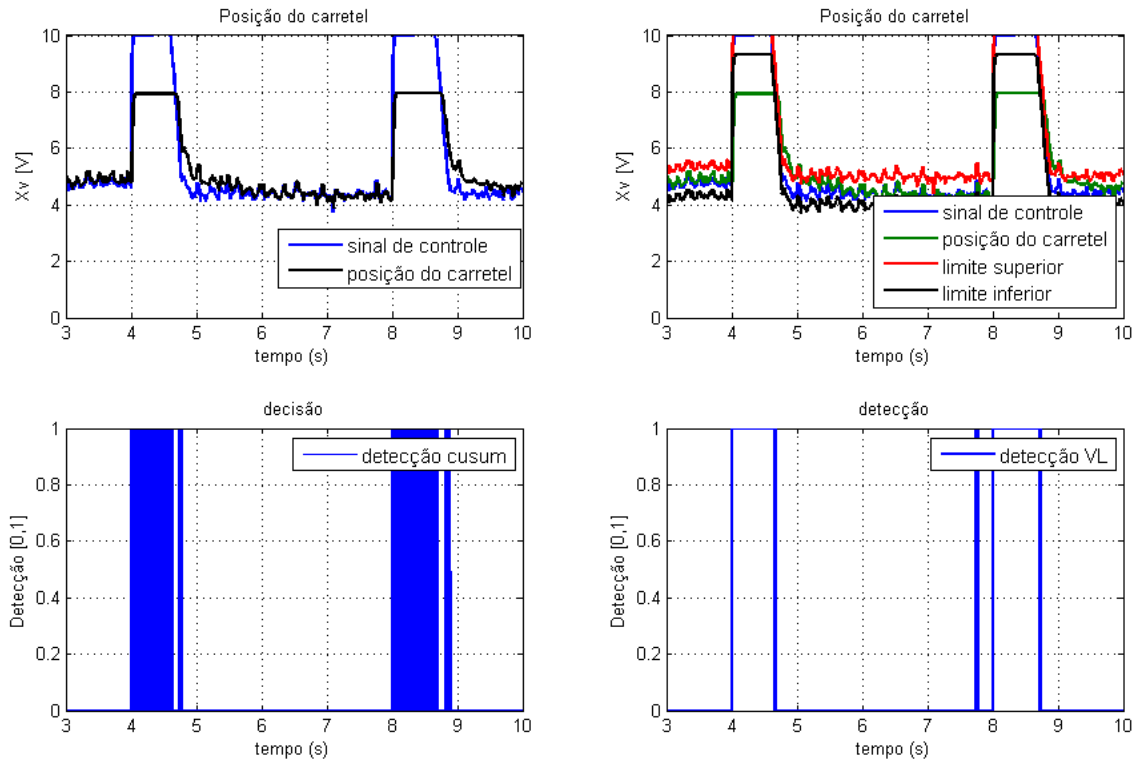 Posição do carretel
10
8
6
4
2
0
Xv [V]
3 4 5 6 7 8 9 10
tempo (s)
sinal de controle
posição do carretel
Posição do carretel
10
8
6
4
2
0
Xv [V]
3 4 5 6 7 8 9 10
tempo (s)
sinal de controle
posição do carretel
limite superior
limite inferior
decisão
1
0.8
0.6
0.4
0.2
0
Detecção [0,1]
3 4 5 6 7 8 9 10
tempo (s)
detecção cusum
detecção
1
0.8
0.6
0.4
0.2
0
Detecção [0,1]
3 4 5 6 7 8 9 10
tempo (s)
detecção VL